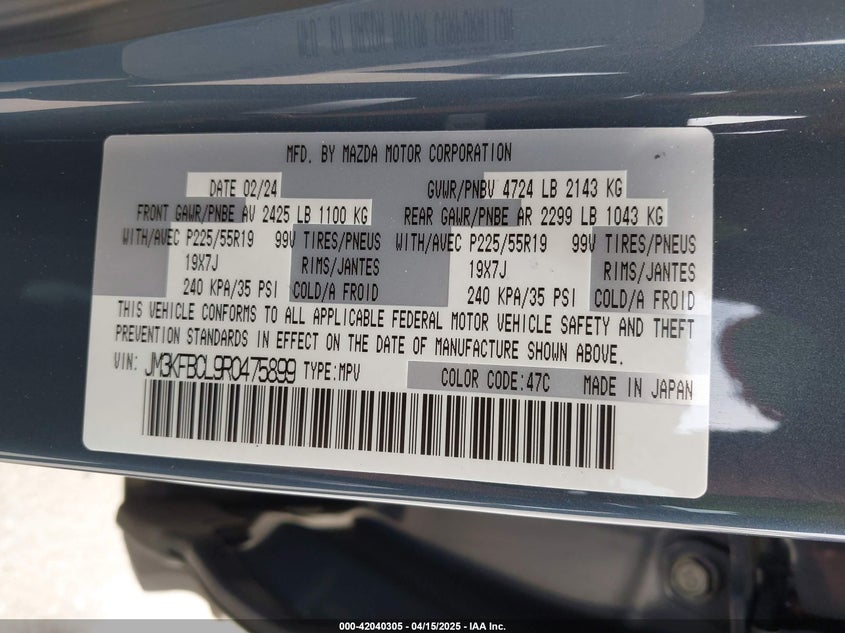 MFD. BY MAZDA MOTOR CORPORATION
DATE 02/24 GVWR/PNBV 4724 LB 2143 KG
FRONT GAWR/PNBE AV 2425 LB 1100 KG REAR GAWR/PNBE AR 2299 LB 1043 KG
WITH/AVEC P225/55R19 99V TIRES/PNEUS WITH/AVEC P225/55R19 99V TIRES/PNEUS
19X7J RIMS/JANTES 19X7J RIMS/JANTES
240 KPA/35 PSI COLD/A FROID 240 KPA/35 PSI COLD/A FROID
THIS VEHICLE CONFORMS TO ALL APPLICABLE FEDERAL MOTOR VEHICLE SAFETY AND THEFT
PREVENTION STANDARDS IN EFFECT ON THE DATE OF MANUFACTURE SHOWN ABOVE.
VIN: JM3KFBCL9R0475899 TYPE:MPV COLOR CODE:47C MADE IN JAPAN
000-42040305 - 04/15/2025 - IAA Inc.